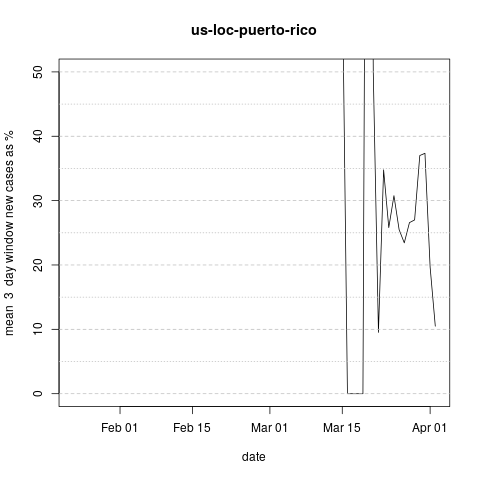 us-loc-puerto-rico
mean 3 day window new cases as %
50
40
30
20
10
0
Feb 01 Feb 15 Mar 01 Mar 15 Apr 01
date